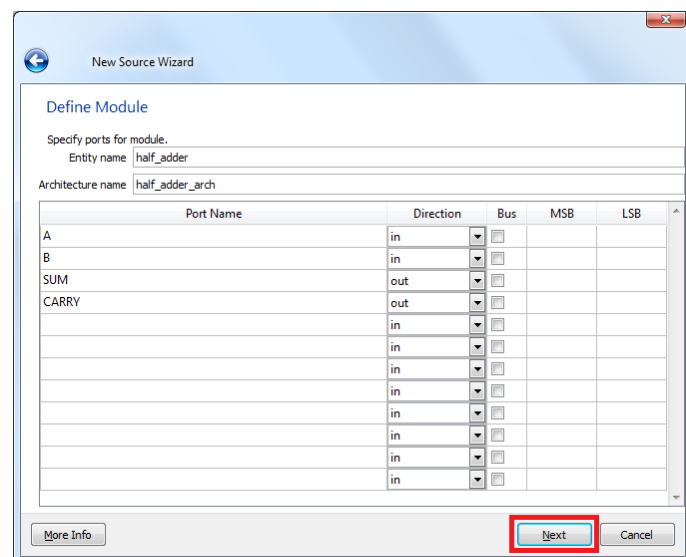 New Source Wizard
Define Module
Specify ports for module.
Entity name half_adder
Architecture name half_adder_arch
Port Name Direction Bus MSB LSB
A in
B in
SUM out
CARRY out
in
in
in
in
in
in
in
in
More Info Next Cancel